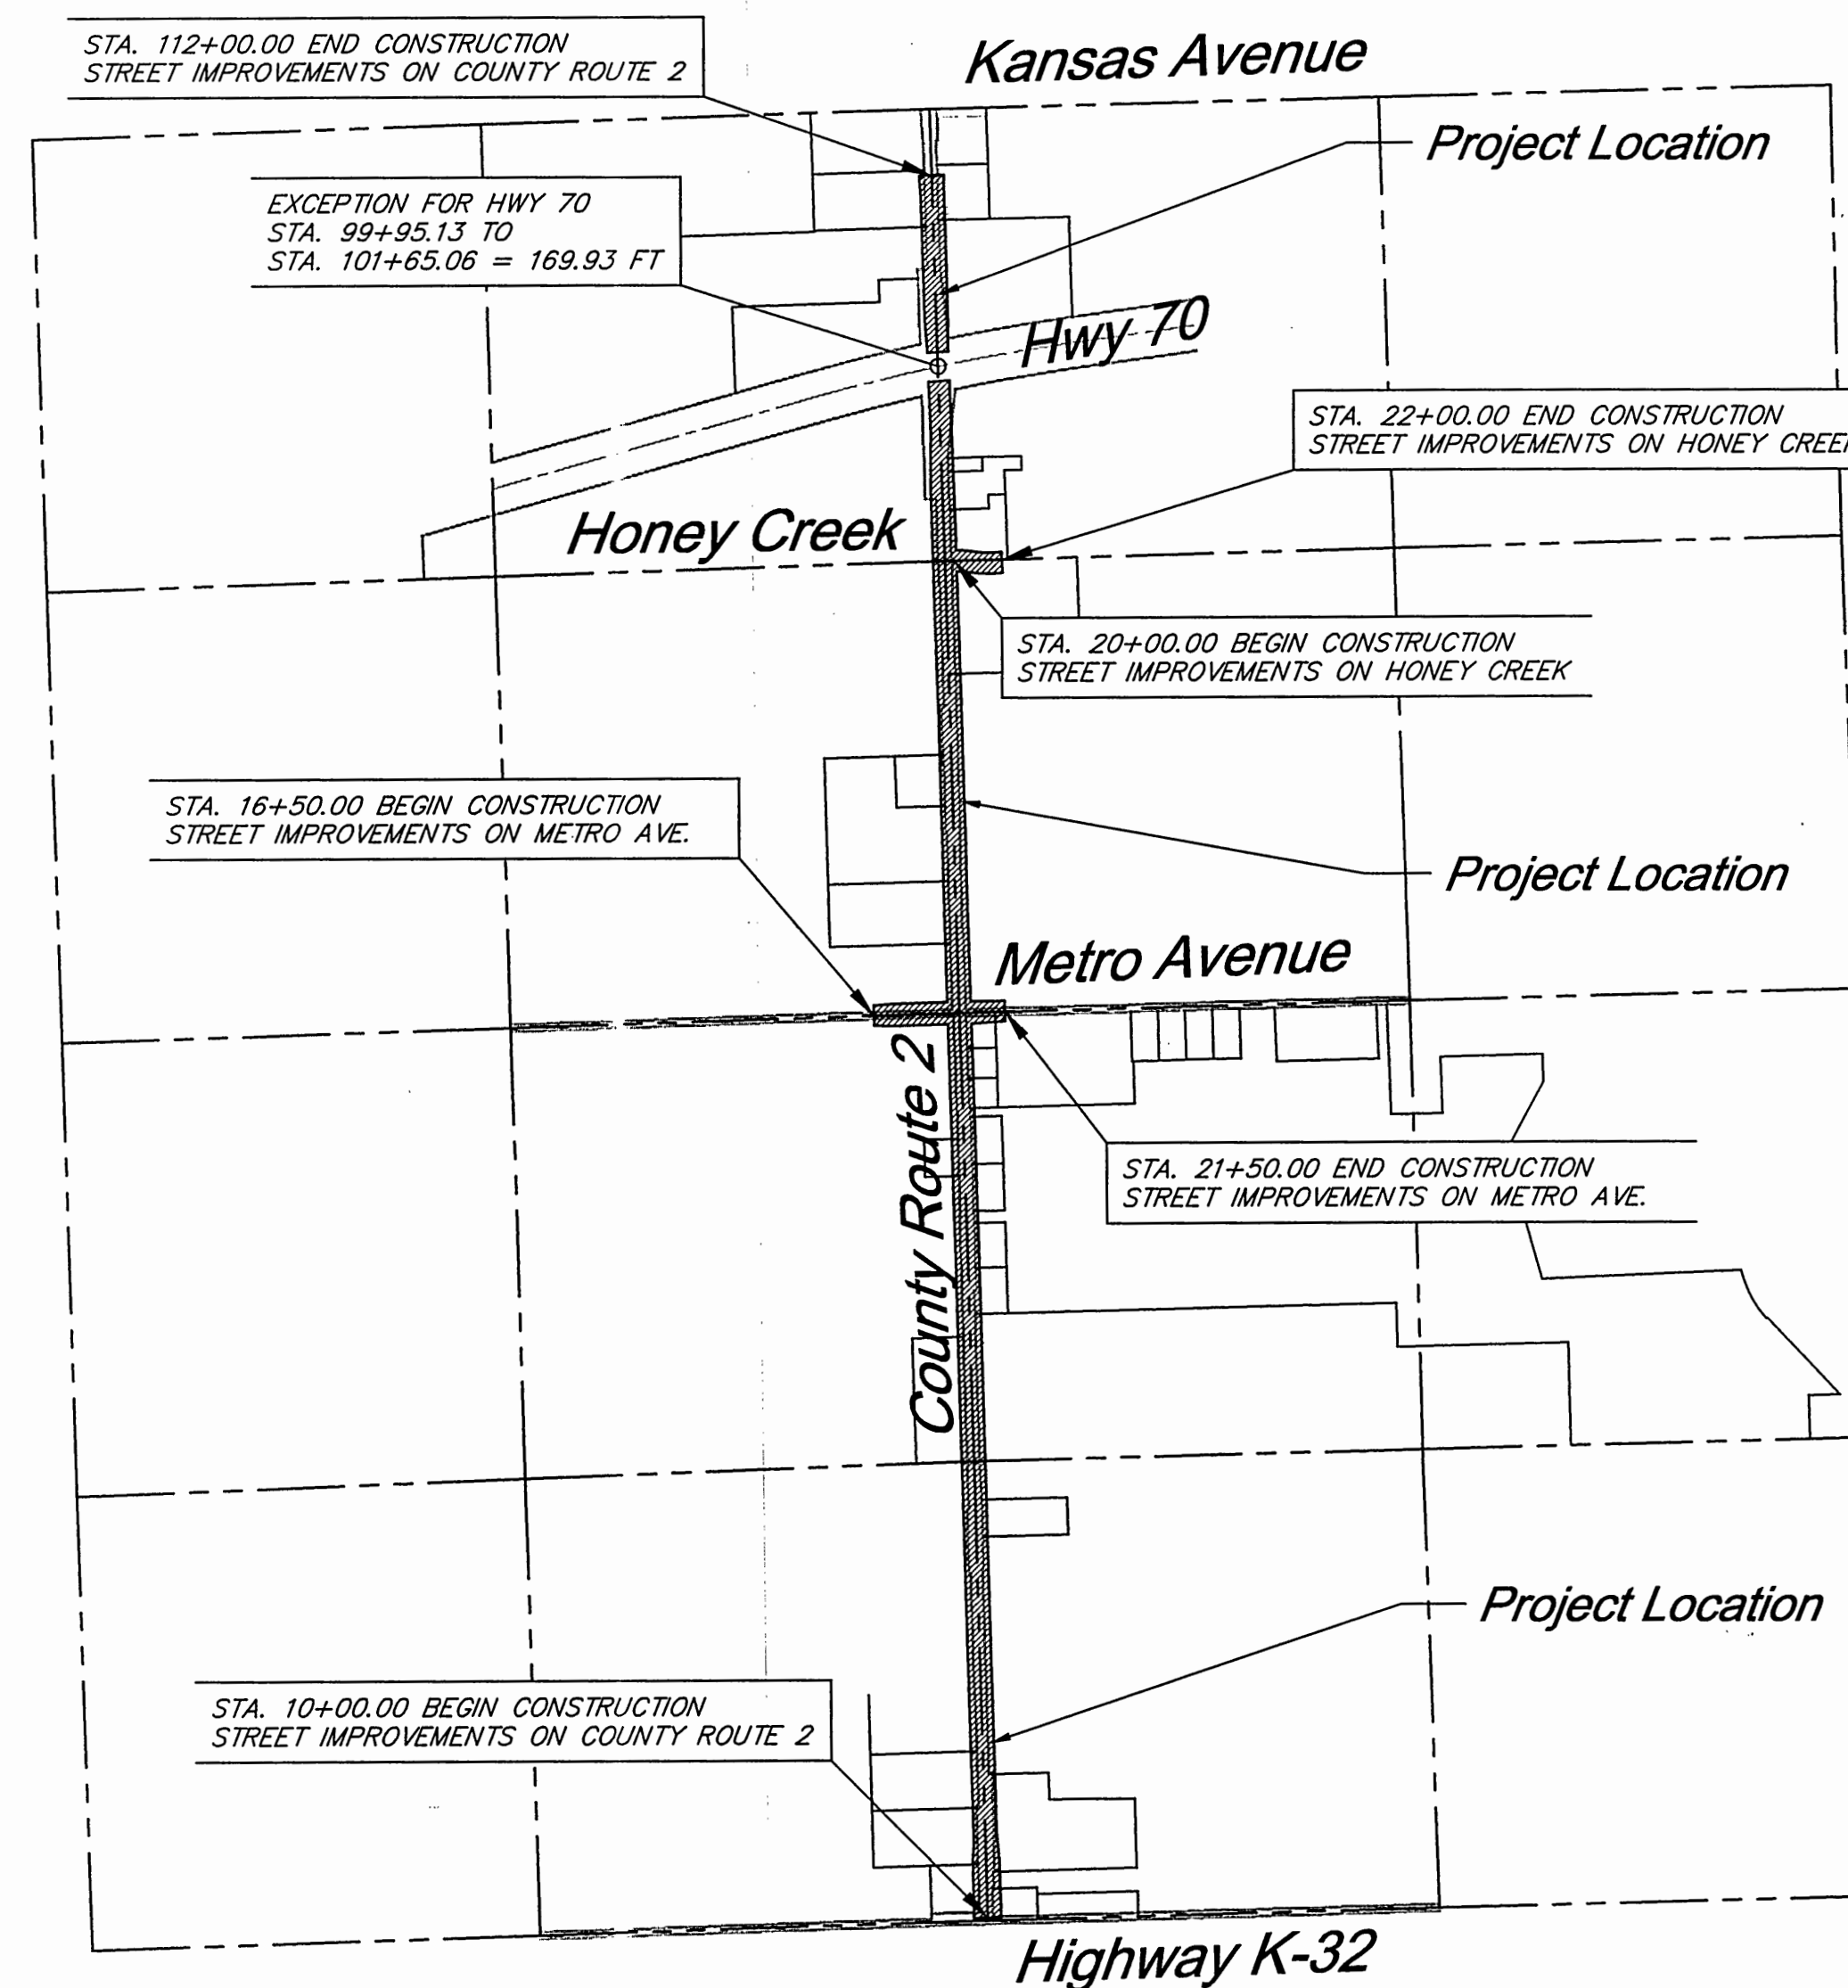 STA. 112+00.00 END CONSTRUCTION
STREET IMPROVEMENTS ON COUNTY ROUTE 2
Kansas Avenue
Project Location
EXCEPTION FOR HWY 70
STA. 99+95.13 TO
STA. 101+65.06 = 169.93 FT
Hwy 70
STA. 22+00.00 END CONSTRUCTION
STREET IMPROVEMENTS ON HONEY CREEK
Honey Creek
STA. 20+00.00 BEGIN CONSTRUCTION
STREET IMPROVEMENTS ON HONEY CREEK
STA. 16+50.00 BEGIN CONSTRUCTION
STREET IMPROVEMENTS ON METRO AVE.
Project Location
Metro Avenue
County Route 2
STA. 21+50.00 END CONSTRUCTION
STREET IMPROVEMENTS ON METRO AVE.
Project Location
STA. 10+00.00 BEGIN CONSTRUCTION
STREET IMPROVEMENTS ON COUNTY ROUTE 2
Highway K-32